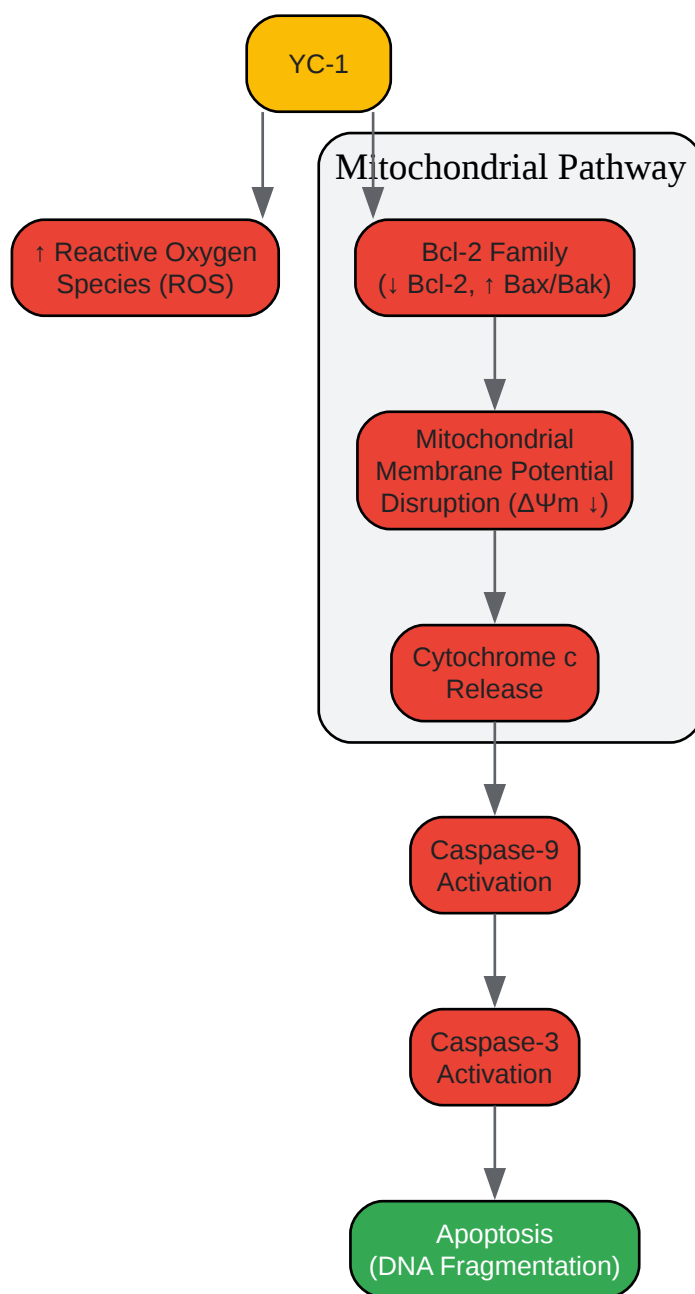 YC-1
Mitochondrial Pathway
↑ Reactive Oxygen
Species (ROS)
Bcl-2 Family
(↓ Bcl-2, ↑ Bax/Bak)
Mitochondrial
Membrane Potential
Disruption (ΔΨm ↓)
Cytochrome c
Release
Caspase-9
Activation
Caspase-3
Activation
Apoptosis
(DNA Fragmentation)